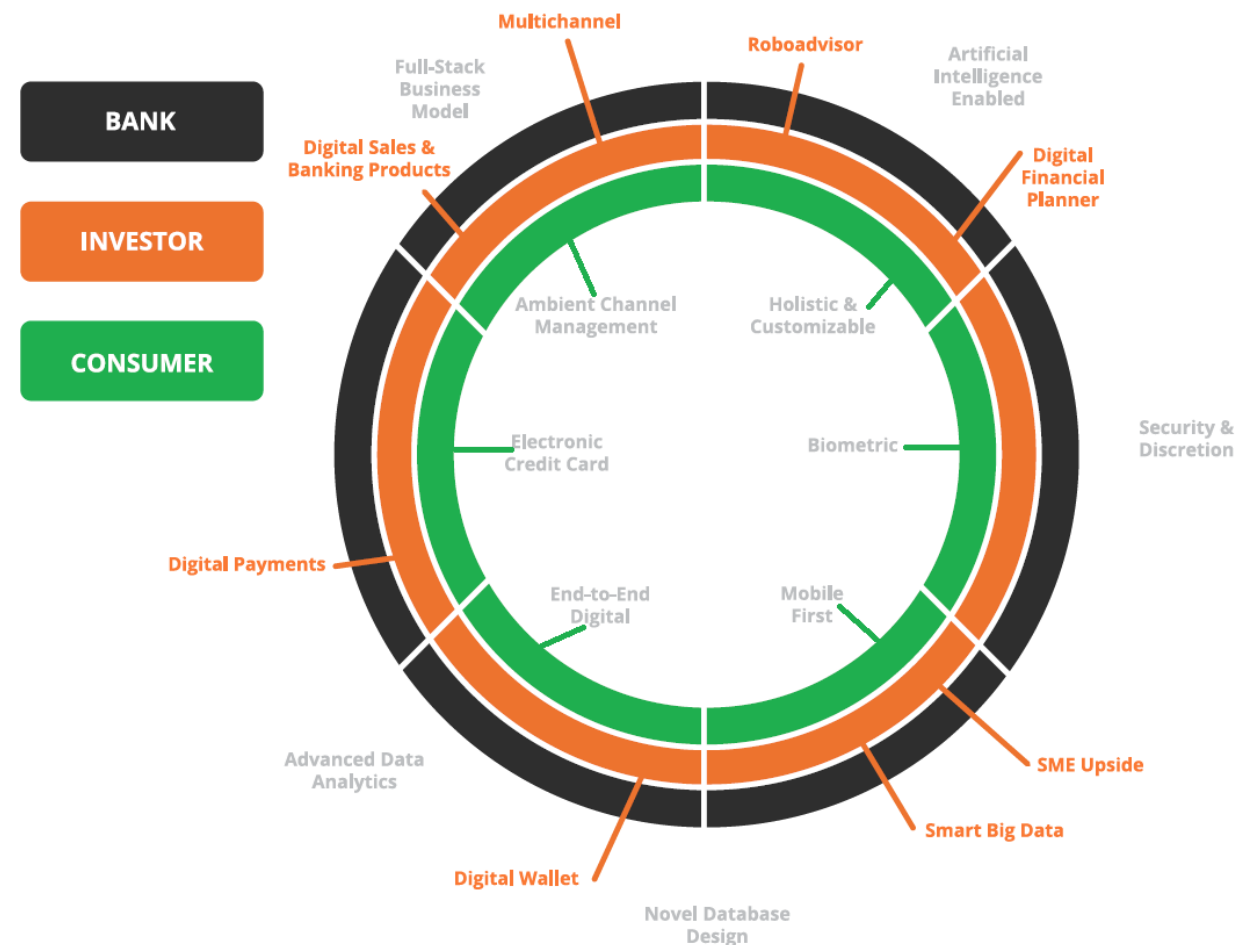 Multichannel
Roboadvisor
Full-Stack
Business
Model
Artificial
Intelligence
Enabled
BANK
Digital Sales &
Banking Products
Digital
Financial
Planner
INVESTOR
Ambient Channel
Management
Holistic &
Customizable
CONSUMER
Electronic
Credit Card
Biometric
Security &
Discretion
Digital Payments
End-to-End
Digital
Mobile
First
Advanced Data
Analytics
SME Upside
Smart Big Data
Digital Wallet
Novel Database
Design